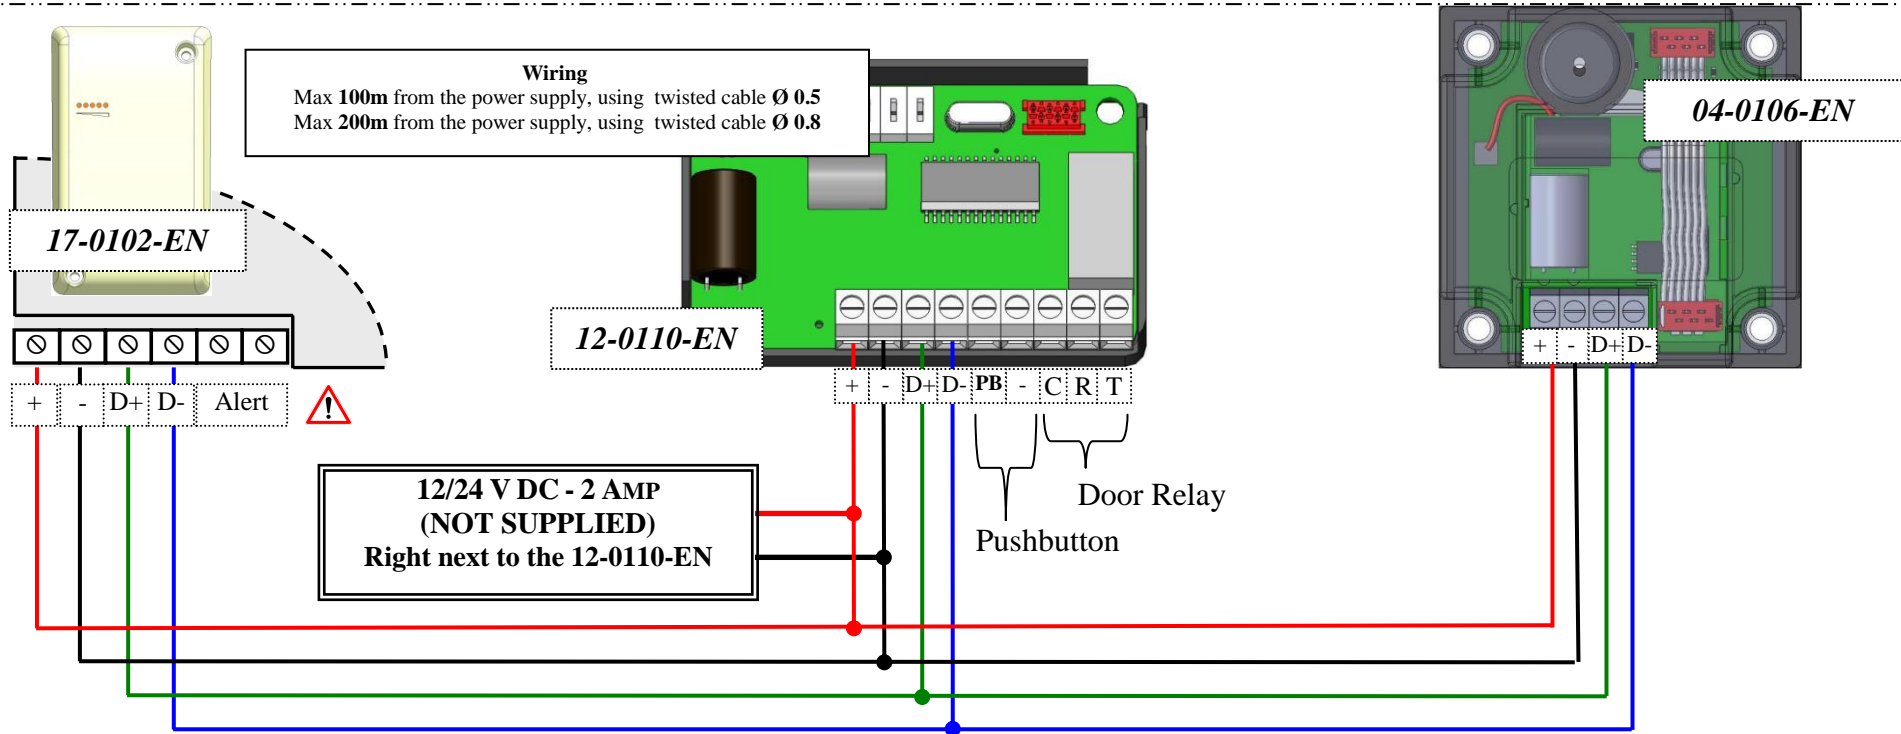 Wiring
Max 100m from the power supply, using twisted cable Ø 0.5
Max 200m from the power supply, using twisted cable Ø 0.8
04-0106-EN
17-0102-EN
12-0110-EN
+ - D+ D-
+ - D+ D- PB - C R T
+ - D+ D- Alert
!
12/24 V DC - 2 AMP
(NOT SUPPLIED)
Right next to the 12-0110-EN
Door Relay
Pushbutton